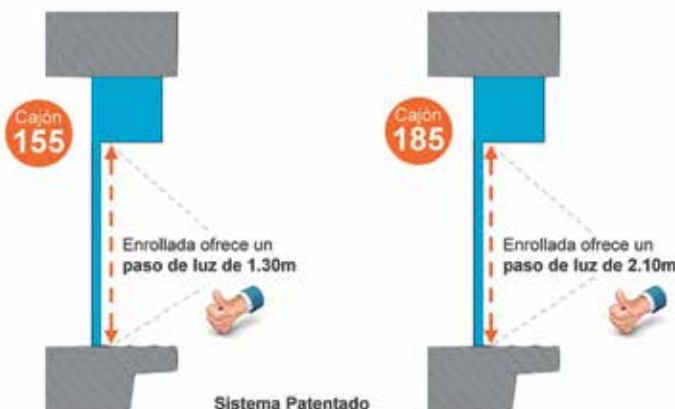 Cajón
155
Enrollada ofrece un
paso de luz de 1.30m
Cajón
185
Enrollada ofrece un
paso de luz de 2.10m
Sistema Patentado